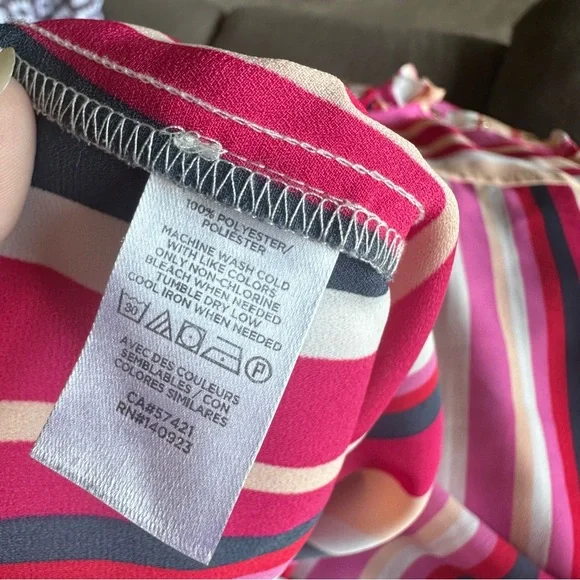 100% POLYESTER/
POLIESTER
MACHINE WASH COLD
WITH LIKE COLORS
ONLY NON CHLORINE
BLEACH WHEN NEEDED
TUMBLE DRY LOW
COOL IRON WHEN NEEDED
30 P
AVEC DES COULEURS
SEMBLABLES / CON
COLORES SIMILARES
CA#57421
RN#140923